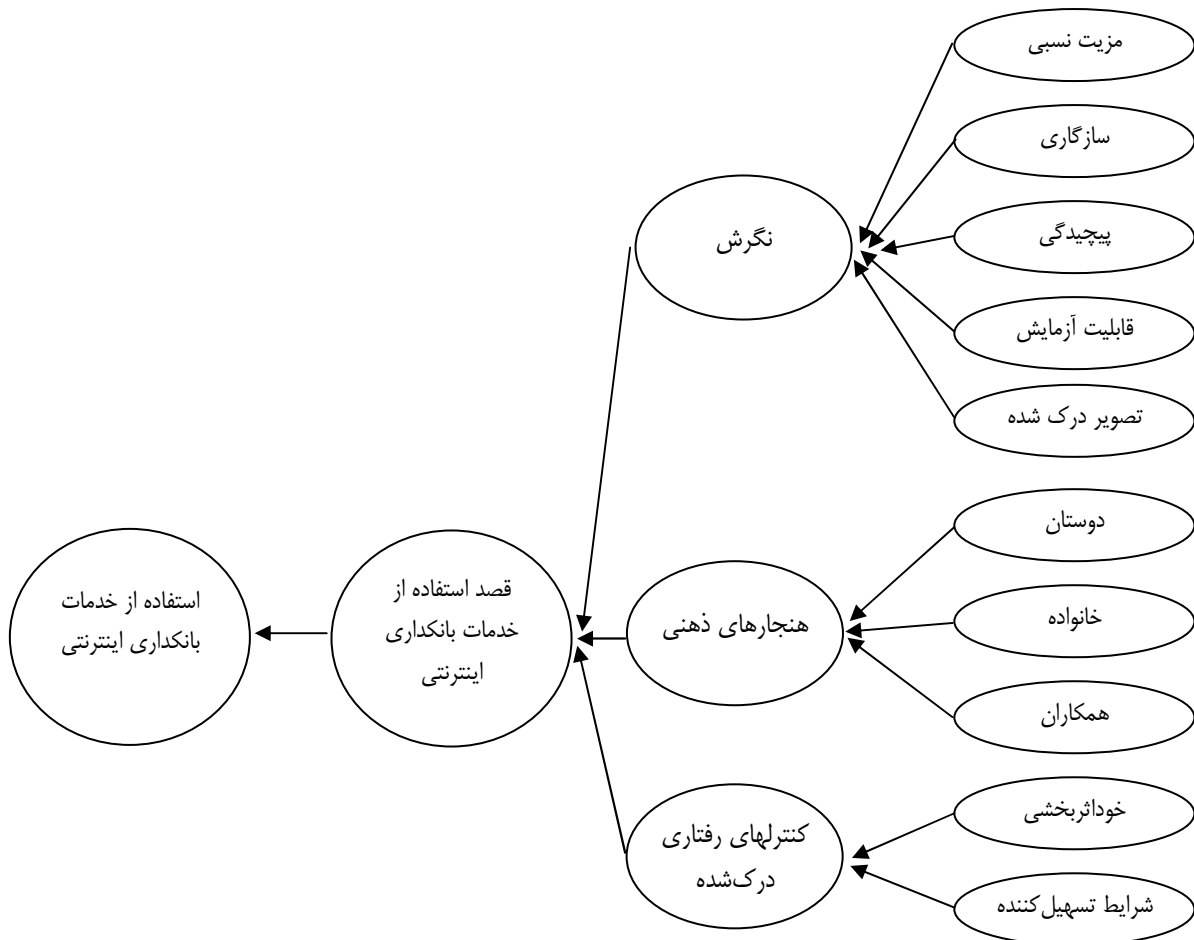 مزیت نسبی
سازگاری
پیچیدگی
قابلیت آزمایش
تصویر درک شده
نگرش
دوستان
خانواده
همکاران
هنجارهای ذهنی
خوداثربخشی
شرایط تسهیل‌کننده
کنترلهای رفتاری
درک‌شده
قصد استفاده از
خدمات بانکداری
اینترنتی
استفاده از خدمات
بانکداری اینترنتی